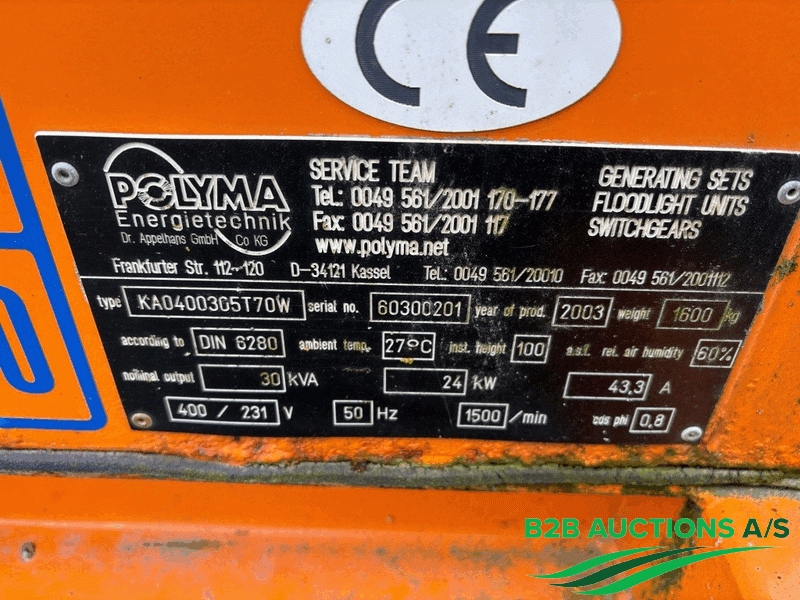 CE
POLYMA
Energietechnik
Dr. Appelhans GmbH Co KG
SERVICE TEAM
Tel.: 0049 561/2001 170-177
Fax: 0049 561/2001 117
www.polyma.net
GENERATING SETS
FLOODLIGHT UNITS
SWITCHGEARS
Frankfurter Str. 112-120 D-34121 Kassel Tel.: 0049 561/20010 Fax: 0049 561/2001112
type KA04003G5T70W serial no. 60300201 year of prod. 2003 weight 1600 kg
according to DIN 6280 ambient temp. 27°C inst. height 100 a.s.l. rel. air humidity 60%
nominal output 30 kVA 24 kW 43,3 A
400 / 231 V 50 Hz 1500 /min cos phi 0,8
B2B AUCTIONS A/S